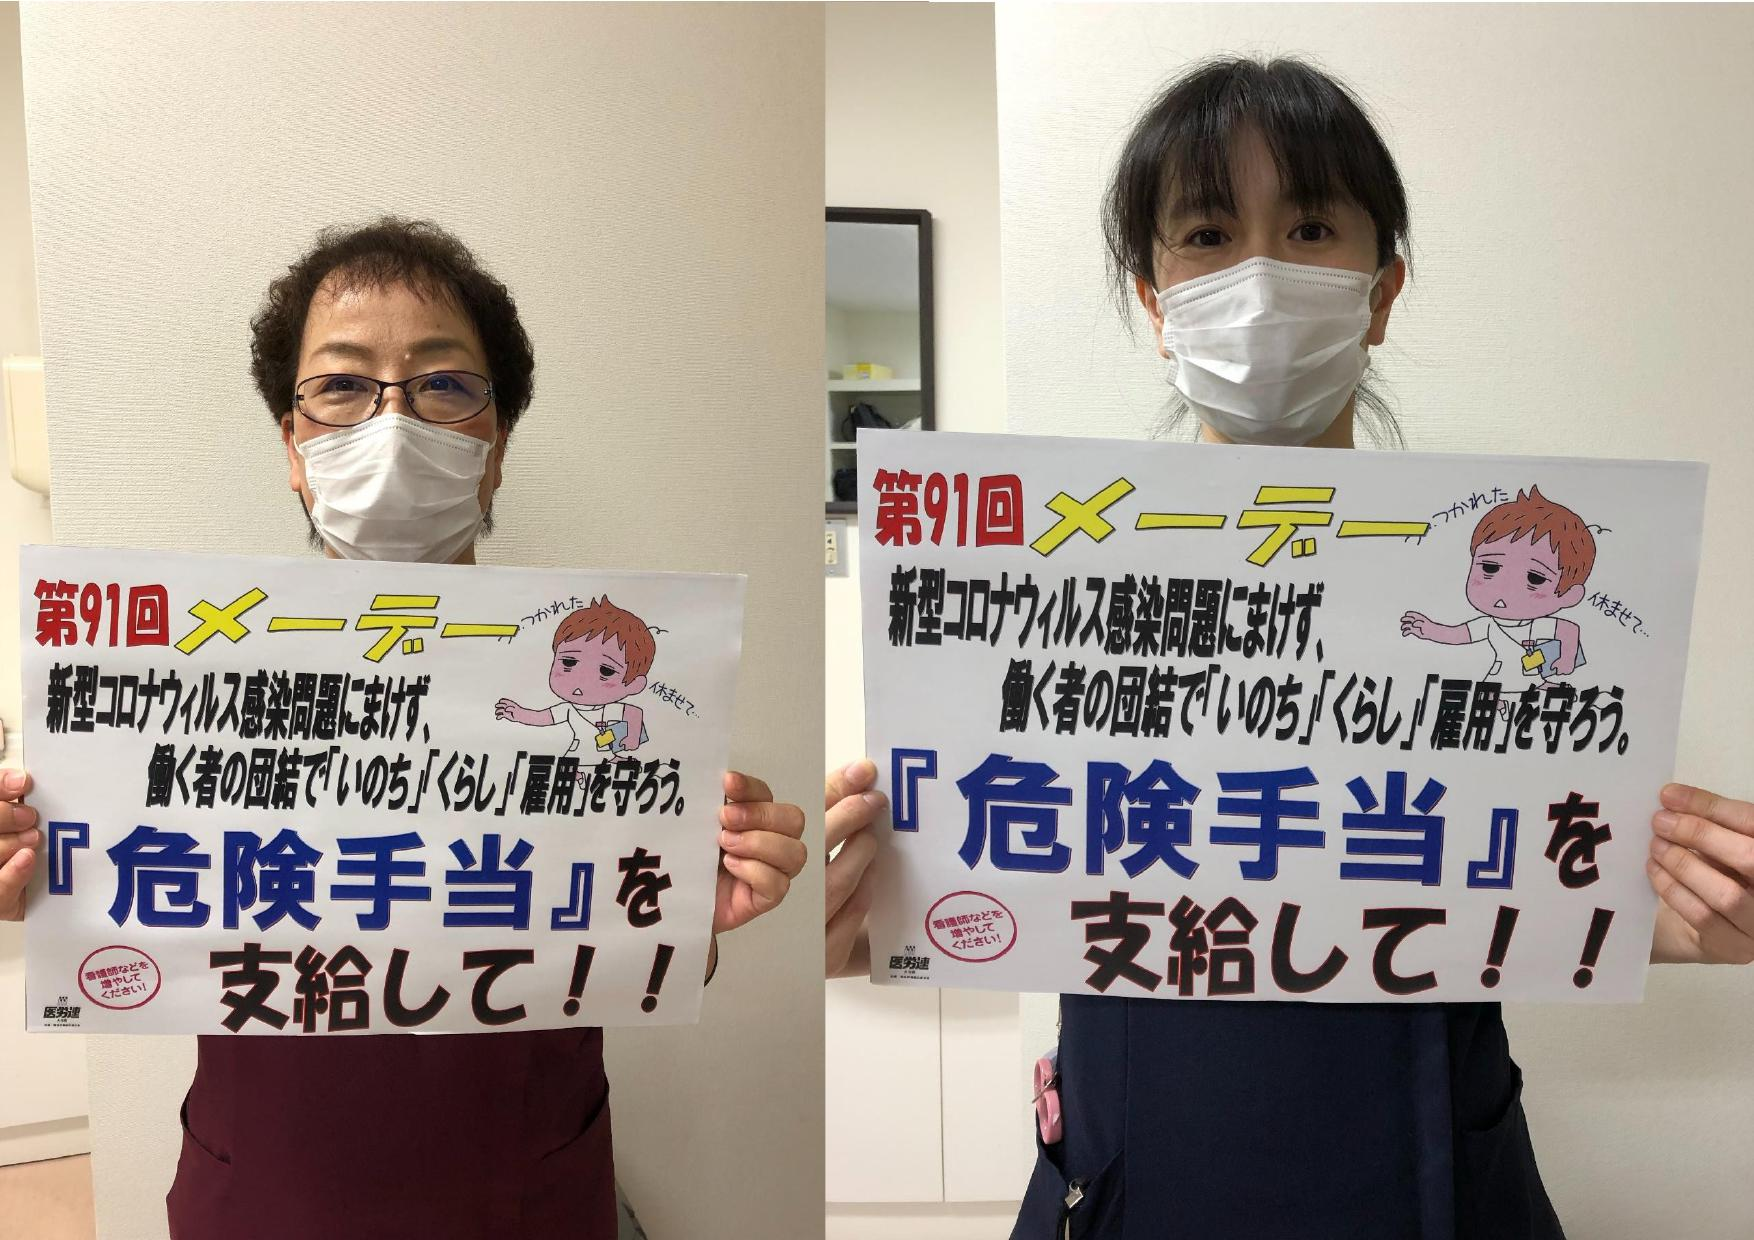 第91回メーデー
…つかれた
休ませて…
新型コロナウィルス感染問題にまけず、
働く者の団結で「いのち」「くらし」「雇用」を守ろう。
『危険手当』を
支給して！！
看護師などを
増やして
ください！
医労連
第91回メーデー
…つかれた
休ませて…
新型コロナウィルス感染問題にまけず、
働く者の団結で「いのち」「くらし」「雇用」を守ろう。
『危険手当』を
支給して！！
看護師などを
増やして
ください！
医労連